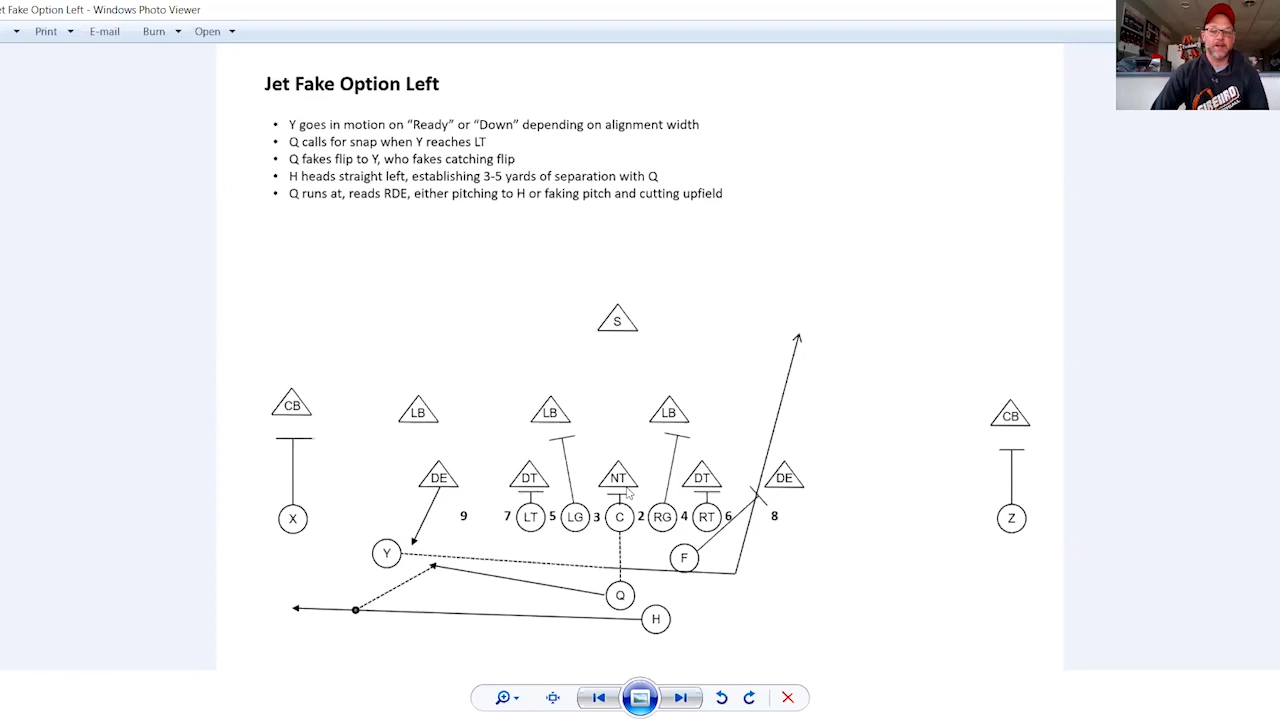 et Fake Option Left - Windows Photo Viewer
Print E-mail Burn Open
Jet Fake Option Left
• Y goes in motion on “Ready” or “Down” depending on alignment width
• Q calls for snap when Y reaches LT
• Q fakes flip to Y, who fakes catching flip
• H heads straight left, establishing 3-5 yards of separation with Q
• Q runs at, reads RDE, either pitching to H or faking pitch and cutting upfield
S
CB LB LB LB CB
DE DT NT DT DE
X 9 7 LT 5 LG 3 C 2 RG 4 RT 6 8 Z
Y F
Q
H